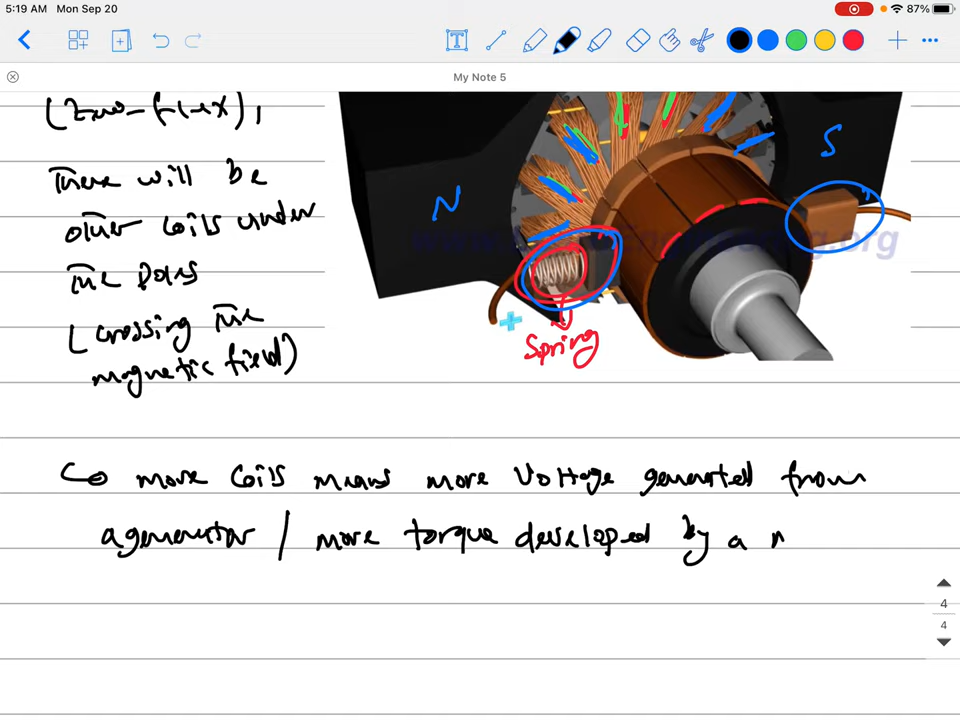 5:19 AM Mon Sep 20
87%
My Note 5
(Zero-flux),
There will be
other coils under
the poles
(crossing the
magnetic field)
N
S
Spring
more coils means more voltage generated from
a generator / more torque developed by a
4
4